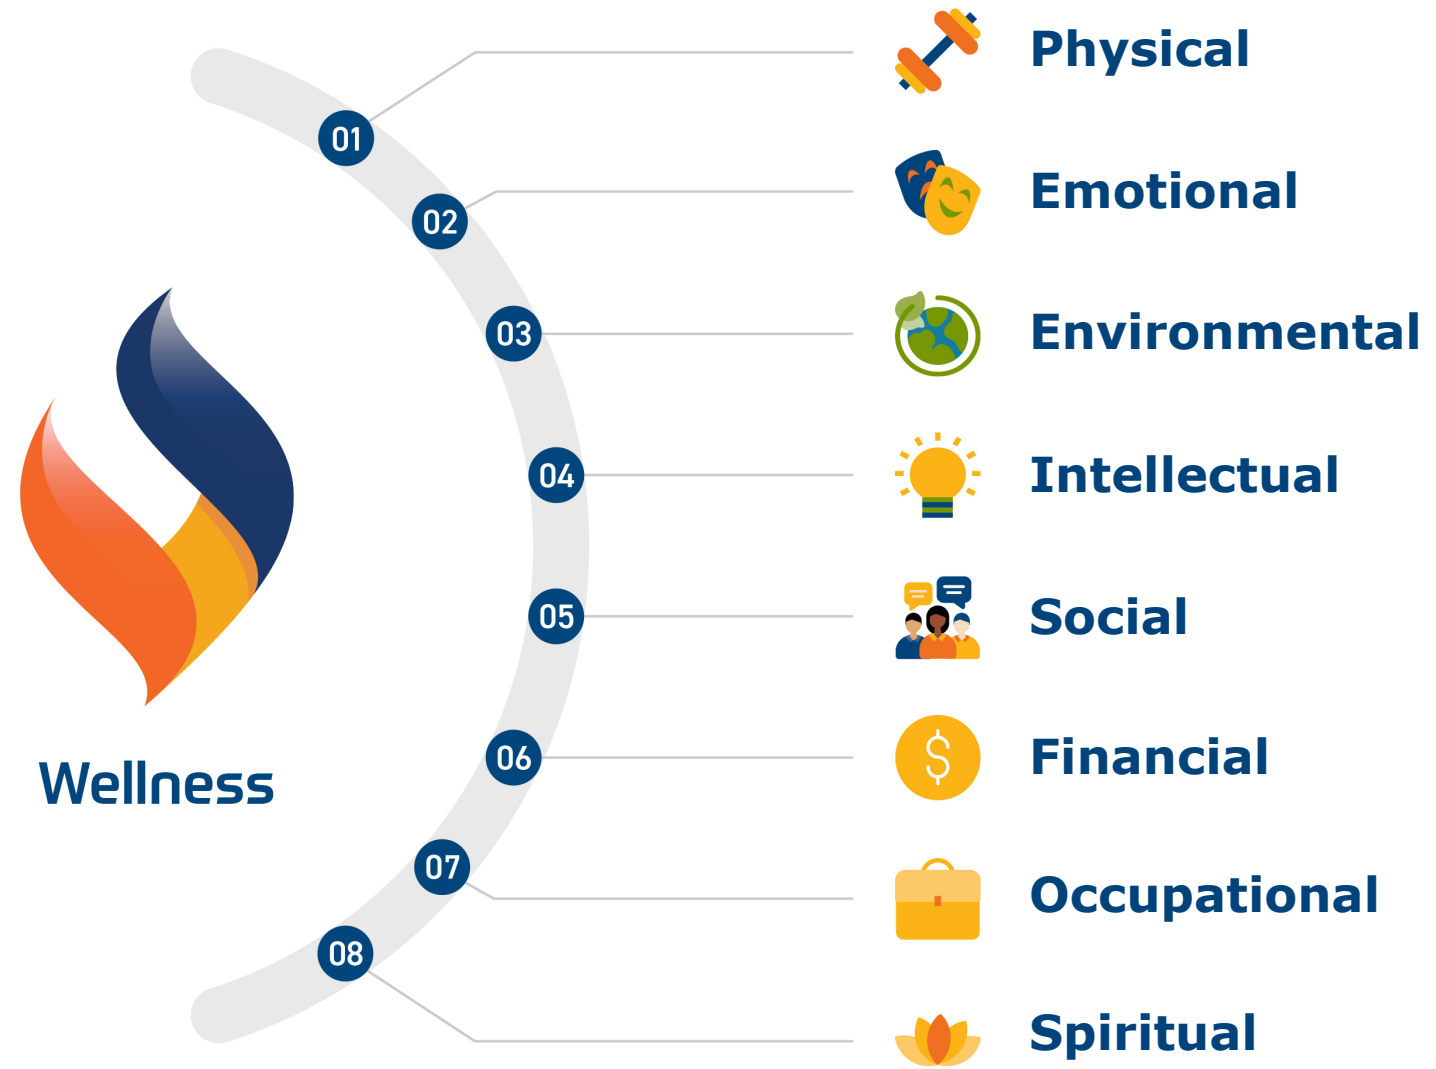 01
Physical
02
Emotional
03
Environmental
04
Intellectual
05
Social
06
$
Financial
07
Occupational
08
Spiritual
Wellness